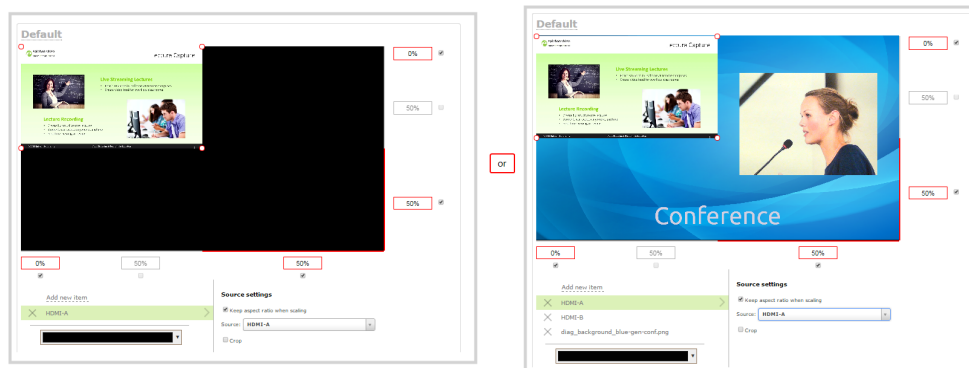 Default
ecture Capture
Live Streaming Lectures
Lecture Recording
0%
50%
50%
0%
50%
50%
Add new item
HDMI-A
Source settings
Keep aspect ratio when scaling
Source: HDMI-A
Crop
or
Default
ecture Capture
Live Streaming Lectures
Lecture Recording
Conference
0%
50%
50%
0%
50%
50%
Add new item
HDMI-A
HDMI-B
diag_background_blue-gen-conf.png
Source settings
Keep aspect ratio when scaling
Source: HDMI-A
Crop